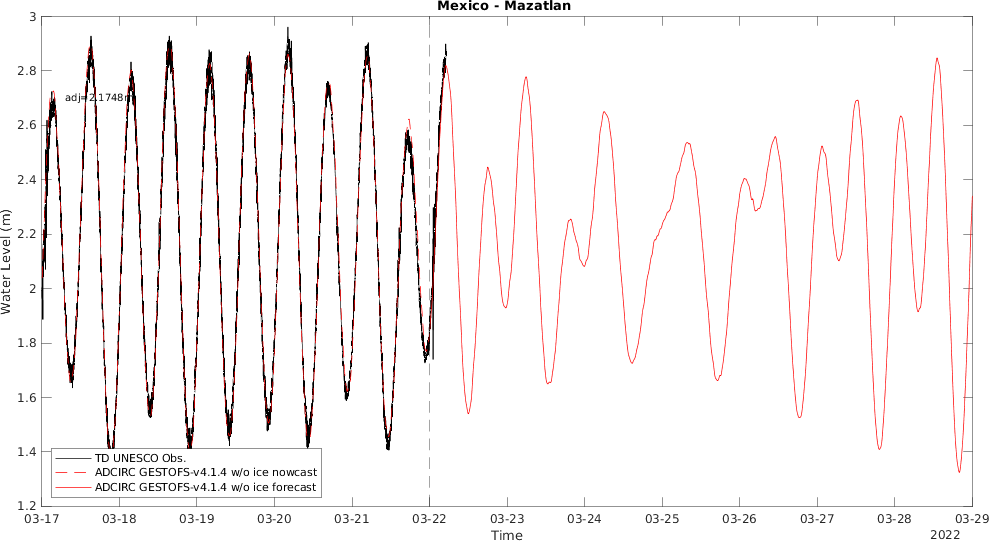 Mexico - Mazatlan
3
2.8
2.6
2.4
2.2
2
1.8
1.6
1.4
1.2
Water Level (m)
adj=2.1748m
TD UNESCO Obs.
ADCIRC GESTOFS-v4.1.4 w/o ice nowcast
ADCIRC GESTOFS-v4.1.4 w/o ice forecast
03-17 03-18 03-19 03-20 03-21 03-22 03-23 03-24 03-25 03-26 03-27 03-28 03-29
Time
2022